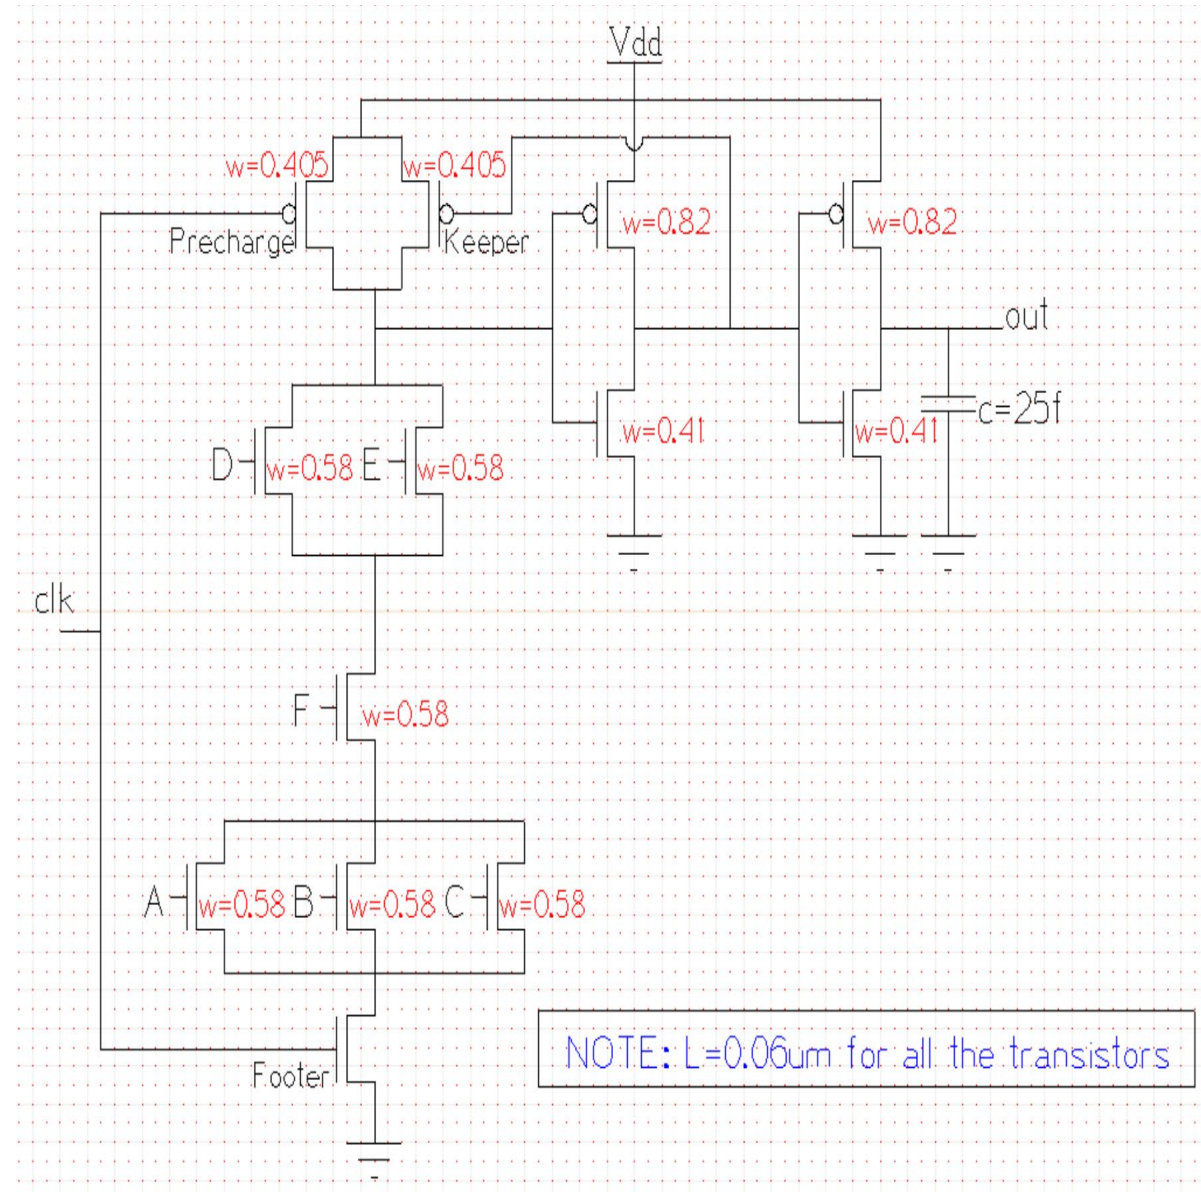 Vdd
w=0.405
w=0.405
w=0.82
w=0.82
Precharge
Keeper
out
c=25f
w=0.41
w=0.41
D
w=0.58
E
w=0.58
clk
F
w=0.58
A
w=0.58
B
w=0.58
C
w=0.58
NOTE: L=0.06um for all the transistors
Footer